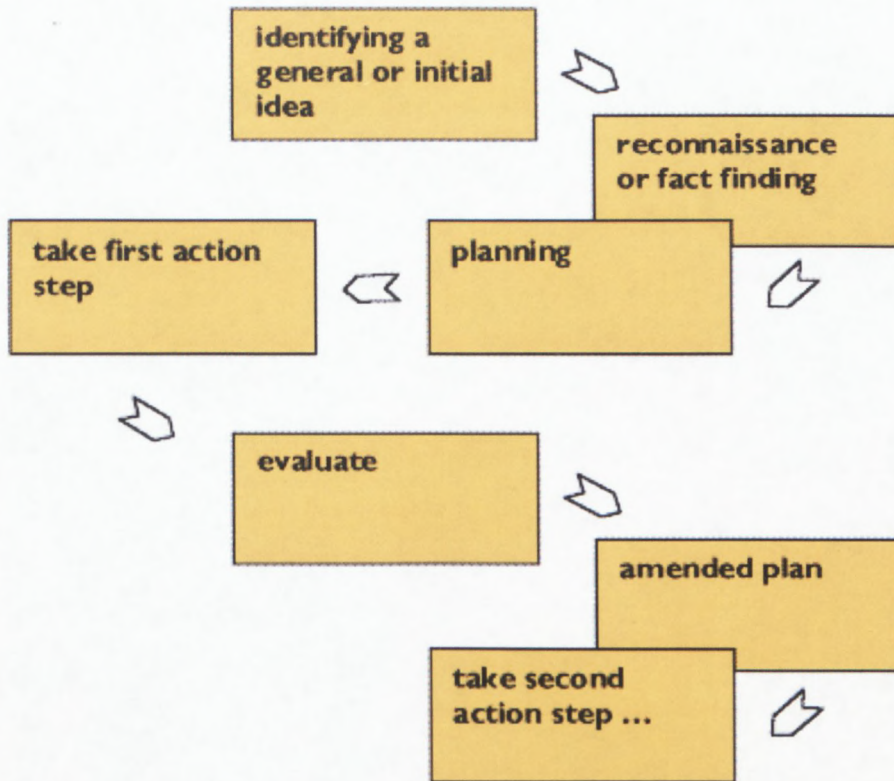 identifying a
general or initial
idea
reconnaissance
or fact finding
planning
take first action
step
evaluate
amended plan
take second
action step ...